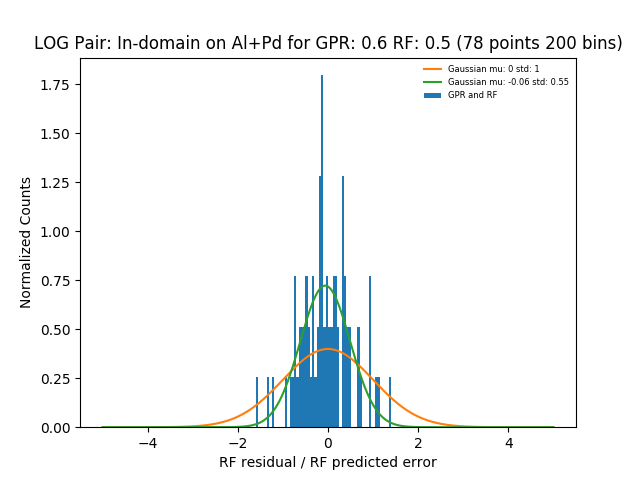 LOG Pair: In-domain on Al+Pd for GPR: 0.6 RF: 0.5 (78 points 200 bins)
Gaussian mu: 0 std: 1
Gaussian mu: -0.06 std: 0.55
GPR and RF
Normalized Counts
1.75
1.50
1.25
1.00
0.75
0.50
0.25
0.00
−4 −2 0 2 4
RF residual / RF predicted error